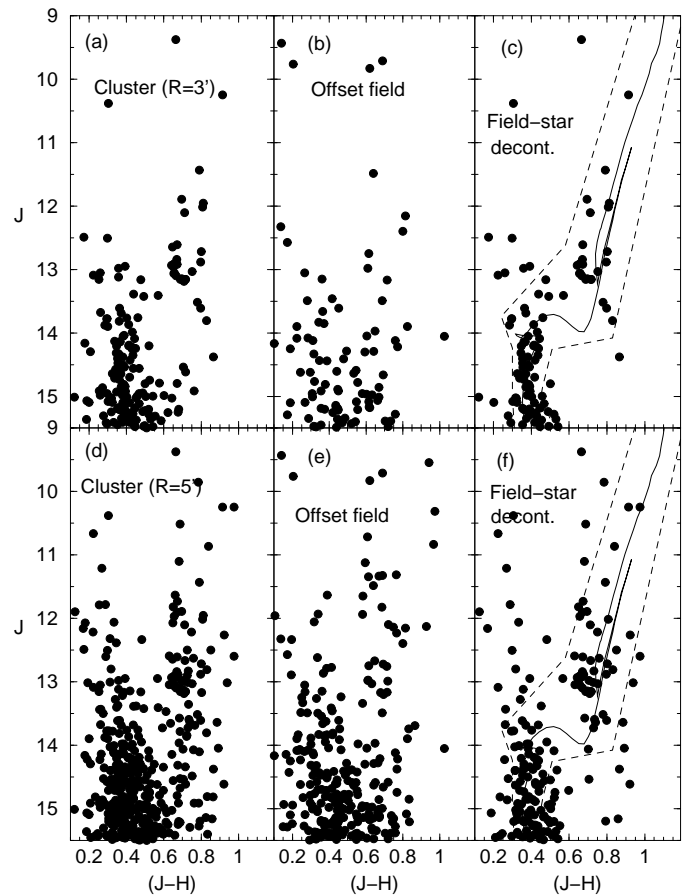 (a)
(b)
(c)
Cluster (R=3')
Offset field
Field−star
decont.
9
10
11
12
13
14
15
J
(d)
(e)
(f)
Cluster (R=5')
Offset field
Field−star
decont.
9
10
11
12
13
14
15
J
0.2 0.4 0.6 0.8 1
0.2 0.4 0.6 0.8 1
0.2 0.4 0.6 0.8 1
(J−H)
(J−H)
(J−H)